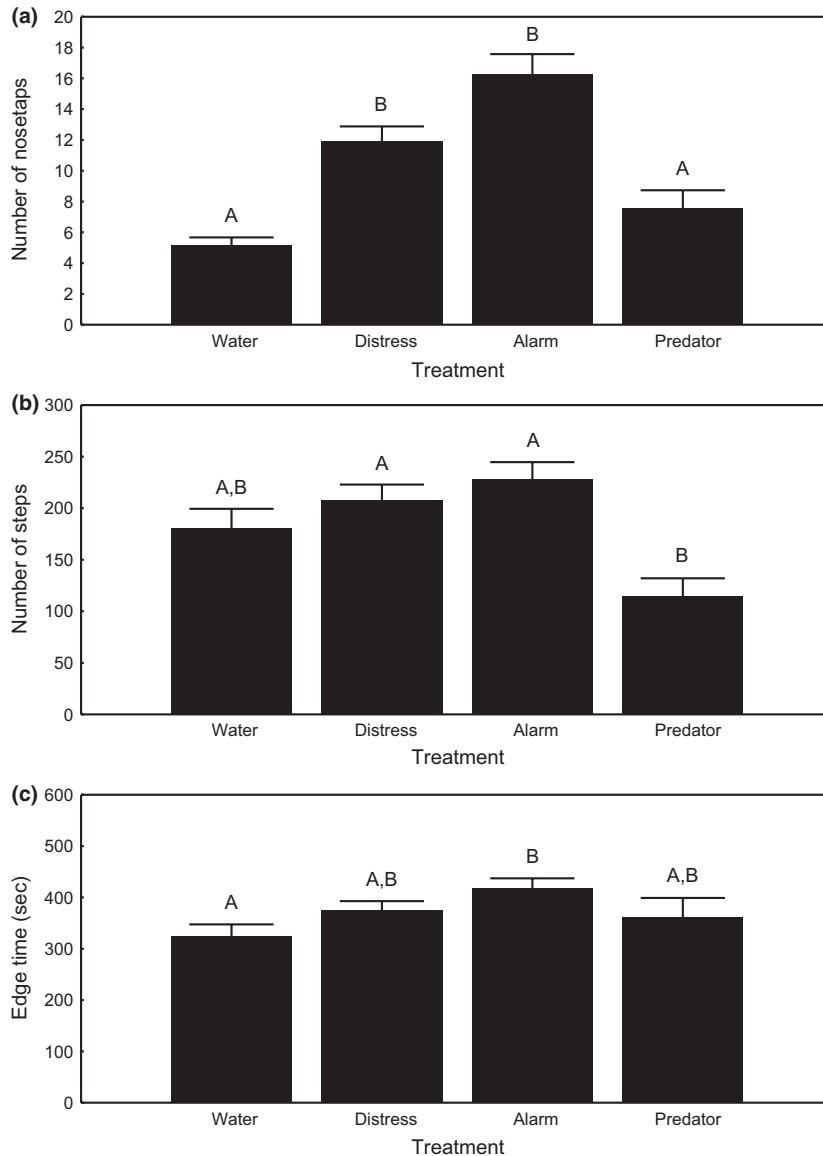 (a)
20
18
16
14
12
10
8
6
4
2
0
Number of nosetaps
A
B
B
A
Water Distress Alarm Predator
Treatment
(b)
300
250
200
150
100
50
0
Number of steps
A,B
A
A
B
Water Distress Alarm Predator
Treatment
(c)
600
500
400
300
200
100
0
Edge time (sec)
A
A,B
B
A,B
Water Distress Alarm Predator
Treatment